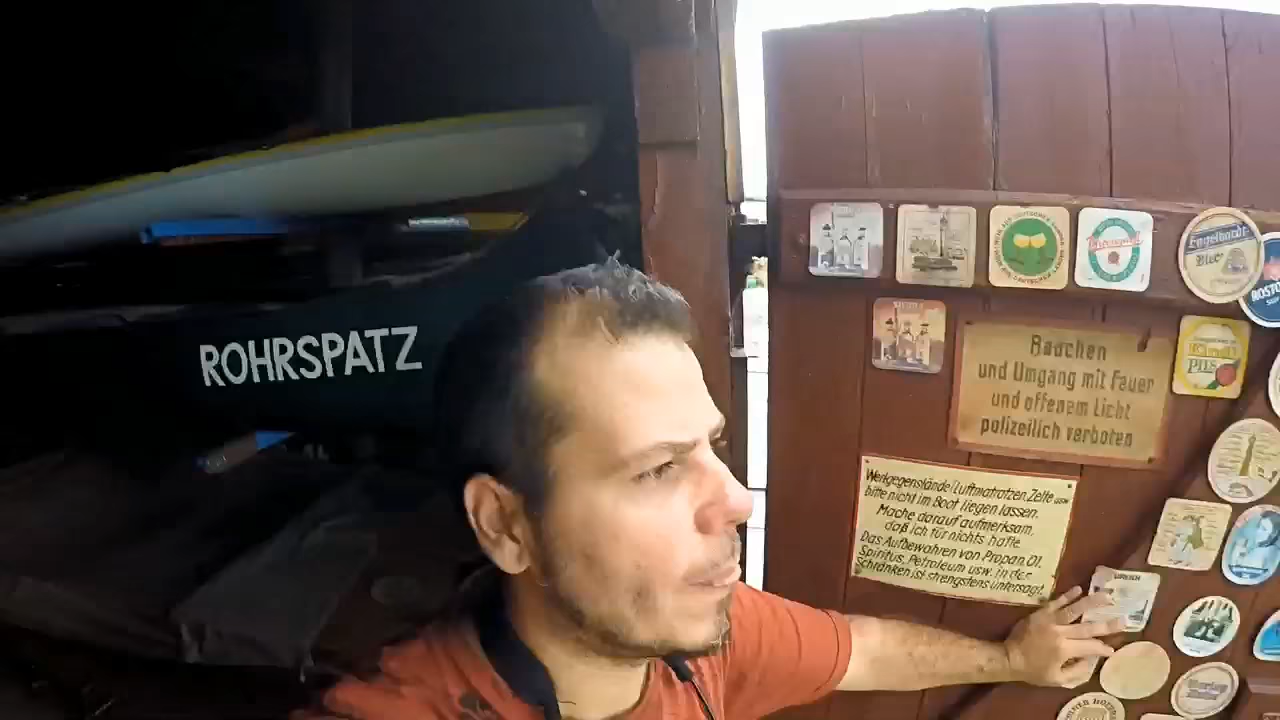 ROHRSPATZ
Engelhardt
Bier
ROSTO
Rauchen
und Umgang mit Feuer
und offenem Licht
polizeilich verboten
PILS
Wertgegenstände/Luftmatratzen, Zelte usw
bitte nicht im Boot liegen lassen.
Mache darauf aufmerksam,
daß ich für nichts hafte.
Das Aufbewahren von Propan, Öl,
Spiritus, Petroleum usw. in den
Schränken ist strengstens untersagt.